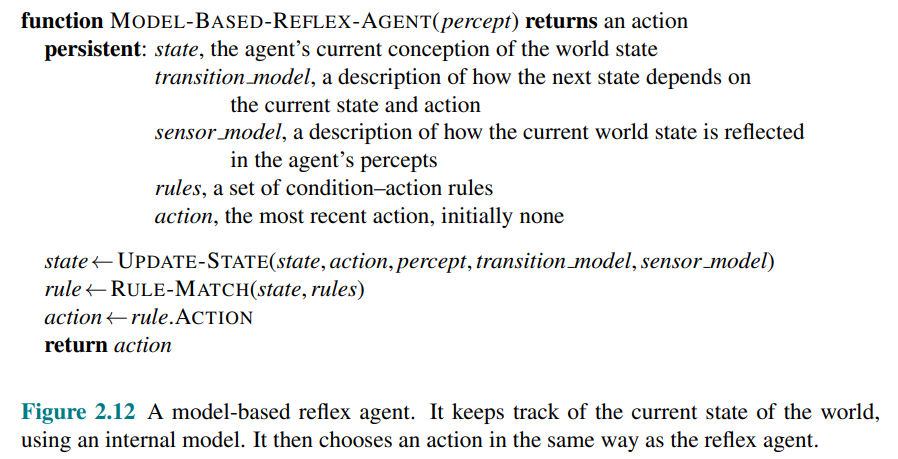 function MODEL-BASED-REFLEX-AGENT(percept) returns an action
persistent: state, the agent's current conception of the world state
transition_model, a description of how the next state depends on
the current state and action
sensor_model, a description of how the current world state is reflected
in the agent's percepts
rules, a set of condition–action rules
action, the most recent action, initially none
state←UPDATE-STATE(state, action, percept, transition_model, sensor_model)
rule←RULE-MATCH(state, rules)
action←rule.ACTION
return action
Figure 2.12 A model-based reflex agent. It keeps track of the current state of the world,
using an internal model. It then chooses an action in the same way as the reflex agent.